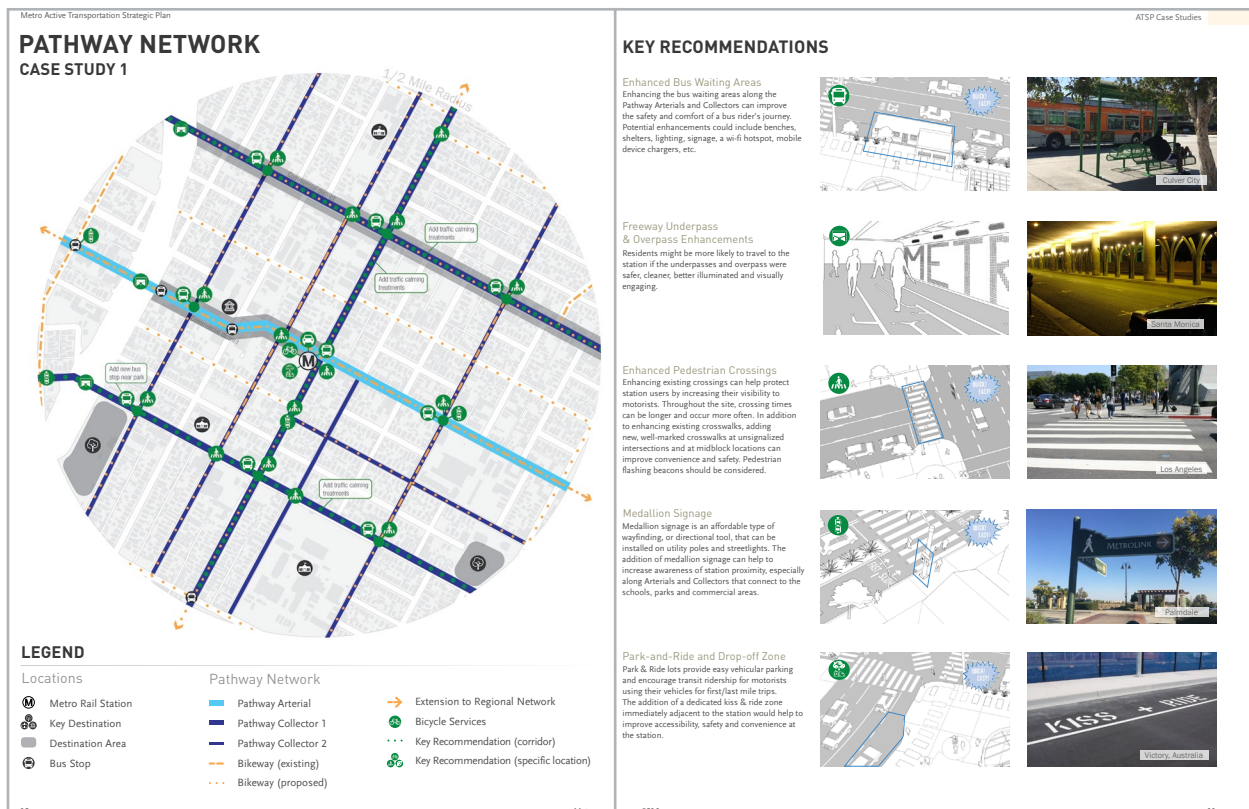 Metro Active Transportation Strategic Plan
PATHWAY NETWORK
CASE STUDY 1
1/2 Mile Radius
Add traffic calming
treatments
Add traffic calming
treatments
Add new bus
stop near park
M
Add traffic calming
treatments
LEGEND
Locations
M Metro Rail Station
Key Destination
Destination Area
Bus Stop
Pathway Network
Pathway Arterial
Pathway Collector 1
Pathway Collector 2
Bikeway (existing)
Bikeway (proposed)
Extension to Regional Network
Bicycle Services
Key Recommendation (corridor)
Key Recommendation (specific location)
ATSP Case Studies
KEY RECOMMENDATIONS
Enhanced Bus Waiting Areas
Enhancing the bus waiting areas along the
Pathway Arterials and Collectors can improve
the safety and comfort of a bus rider's journey.
Potential enhancements could include benches,
shelters, lighting, signage, a wi-fi hotspot, mobile
device chargers, etc.
QUICK!
EASY!
Culver City
Freeway Underpass
& Overpass Enhancements
Residents might be more likely to travel to the
station if the underpasses and overpass were
safer, cleaner, better illuminated and visually
engaging.
METR
Santa Monica
Enhanced Pedestrian Crossings
Enhancing existing crossings can help protect
station users by increasing their visibility to
motorists. Throughout the site, crossing times
can be longer and occur more often. In addition
to enhancing existing crosswalks, adding
new, well-marked crosswalks at unsignalized
intersections and at midblock locations can
improve convenience and safety. Pedestrian
flashing beacons should be considered.
QUICK!
EASY!
Los Angeles
Medallion Signage
Medallion signage is an affordable type of
wayfinding, or directional tool, that can be
installed on utility poles and streetlights. The
addition of medallion signage can help to
increase awareness of station proximity, especially
along Arterials and Collectors that connect to the
schools, parks and commercial areas.
QUICK!
EASY!
METROLINK
Palmdale
Park-and-Ride and Drop-off Zone
Park & Ride lots provide easy vehicular parking
and encourage transit ridership for motorists
using their vehicles for first/last mile trips.
The addition of a dedicated kiss & ride zone
immediately adjacent to the station would help to
improve accessibility, safety and convenience at
the station.
QUICK!
EASY!
KISS + RIDE
Victory, Australia